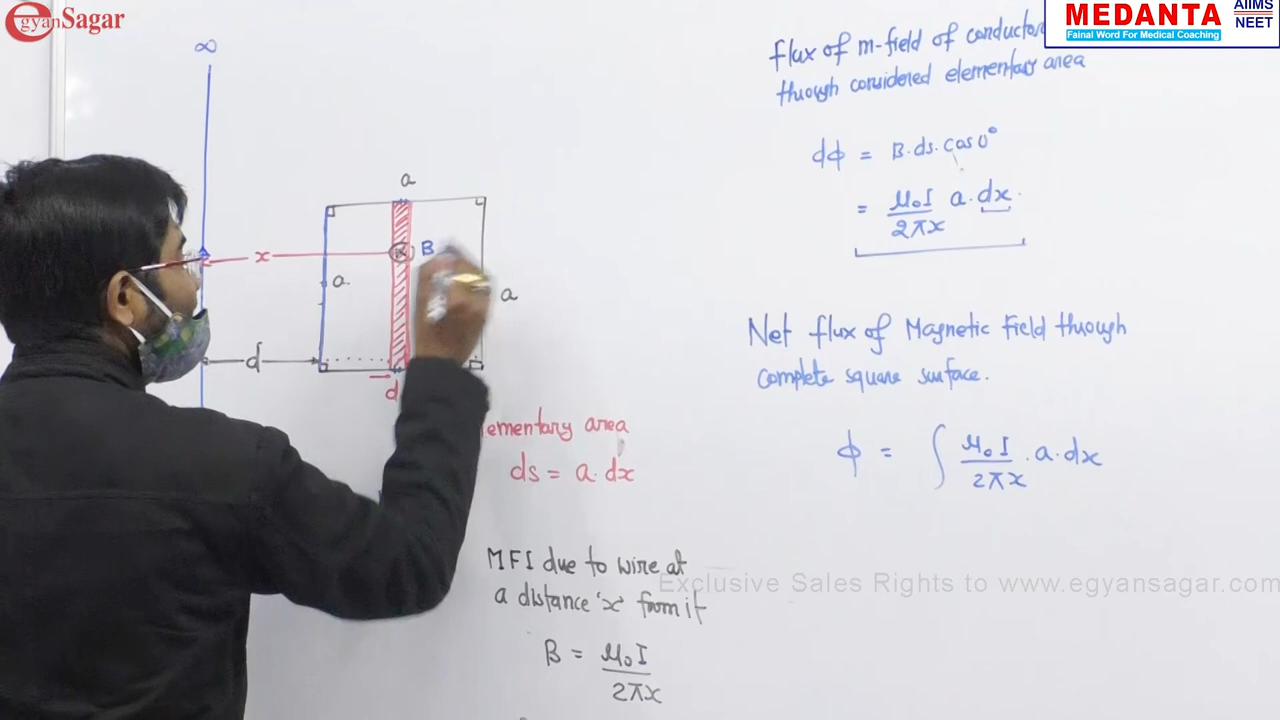 egyanSagar
MEDANTA
AIIMS
NEET
Fainal Word For Medical Coaching
∞
a
x
B
a
a
d
d
ementary area
ds = a. dx
MFI due to wire at
a distance 'x' from it
B = μ₀I
2πx
flux of m-field of conductor
through considered elementary area
dϕ = B.ds.cos0°
= μ₀I a.dx.
2πx
Net flux of Magnetic Field through
complete square surface.
ϕ = ∫ μ₀I . a.dx
2πx
Exclusive Sales Rights to www.egyansagar.com